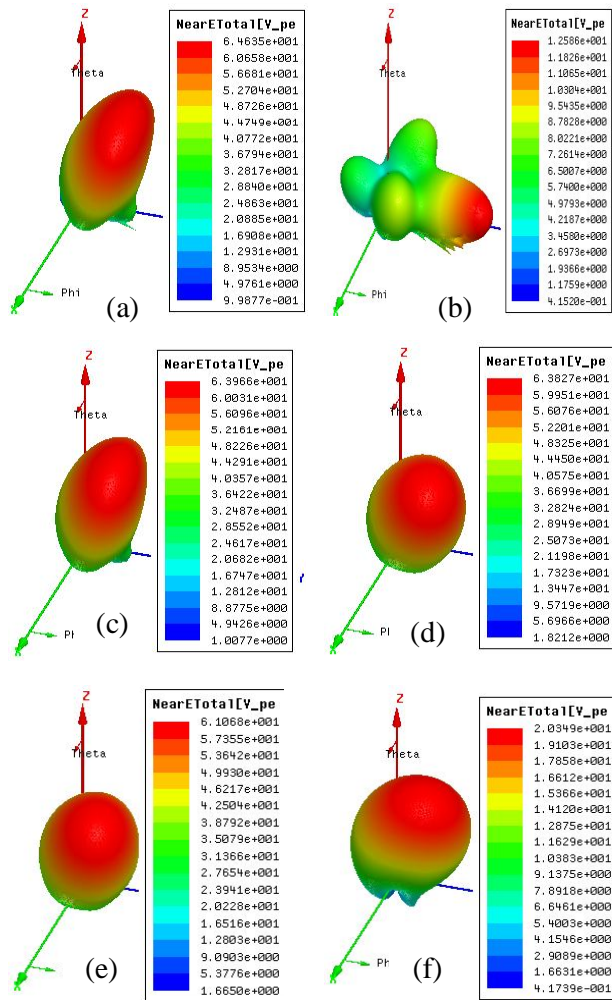 NearETotal[V_pe
6.4635e+001
6.0658e+001
5.6681e+001
5.2704e+001
4.8726e+001
4.4749e+001
4.0772e+001
3.6794e+001
3.2817e+001
2.8840e+001
2.4863e+001
2.0885e+001
1.6908e+001
1.2931e+001
8.9534e+000
4.9761e+000
9.9877e-001
Z
Theta
X
Phi
(a)
NearETotal[V_pe
1.2586e+001
1.1826e+001
1.1065e+001
1.0304e+001
9.5435e+000
8.7828e+000
8.0221e+000
7.2614e+000
6.5007e+000
5.7400e+000
4.9793e+000
4.2187e+000
3.4580e+000
2.6973e+000
1.9366e+000
1.1759e+000
4.1520e-001
Z
Theta
X
Phi
(b)
NearETotal[V_pe
6.3966e+001
6.0031e+001
5.6096e+001
5.2161e+001
4.8226e+001
4.4291e+001
4.0357e+001
3.6422e+001
3.2487e+001
2.8552e+001
2.4617e+001
2.0682e+001
1.6747e+001
1.2812e+001
8.8775e+000
4.9426e+000
1.0077e+000
Z
Theta
X
(c)
NearETotal[V_pe
6.3827e+001
5.9951e+001
5.6076e+001
5.2201e+001
4.8325e+001
4.4450e+001
4.0575e+001
3.6699e+001
3.2824e+001
2.8949e+001
2.5073e+001
2.1198e+001
1.7323e+001
1.3447e+001
9.5719e+000
5.6966e+000
1.8212e+000
Z
Theta
X
(d)
NearETotal[V_pe
6.1068e+001
5.7355e+001
5.3642e+001
4.9930e+001
4.6217e+001
4.2504e+001
3.8792e+001
3.5079e+001
3.1366e+001
2.7654e+001
2.3941e+001
2.0228e+001
1.6516e+001
1.2803e+001
9.0903e+000
5.3776e+000
1.6650e+000
Z
Theta
X
Phi
(e)
NearETotal[V_pe
2.0349e+001
1.9103e+001
1.7858e+001
1.6612e+001
1.5366e+001
1.4120e+001
1.2875e+001
1.1629e+001
1.0383e+001
9.1375e+000
7.8918e+000
6.6461e+000
5.4003e+000
4.1546e+000
2.9089e+000
1.6631e+000
4.1739e-001
Z
Theta
X
(f)